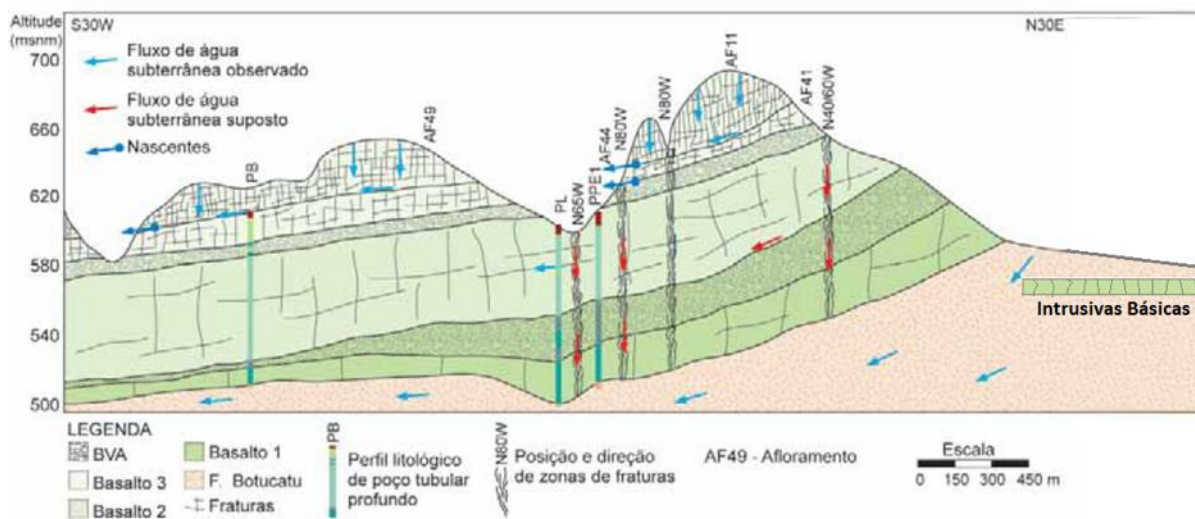 Altitude
(msnm)
S30W
N30E
700
660
620
580
540
500
Fluxo de água
subterrânea observado
Fluxo de água
subterrânea suposto
Nascentes
PB
AF49
PL
N65W
PPE1
AF44
N80W
N80W
AF11
AF41
N40/60W
Intrusivas Básicas
LEGENDA
BVA
Basalto 3
Basalto 2
Basalto 1
F. Botucatu
Fraturas
PB
Perfil litológico
de poço tubular
profundo
N80W
Posição e direção
de zonas de fraturas
AF49 - Afloramento
Escala
0 150 300 450 m